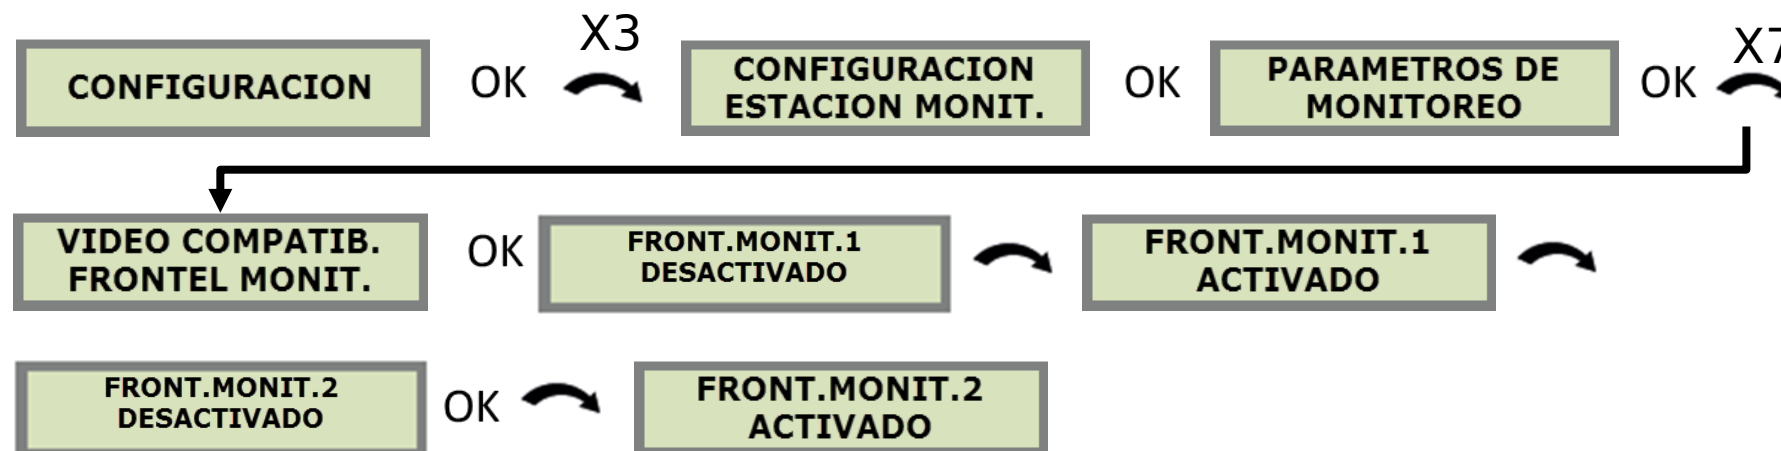 X3
X7
CONFIGURACION
OK
CONFIGURACION
ESTACION MONIT.
OK
PARAMETROS DE
MONITOREO
OK
VIDEO COMPATIB.
FRONTEL MONIT.
OK
FRONT.MONIT.1
DESACTIVADO
FRONT.MONIT.1
ACTIVADO
FRONT.MONIT.2
DESACTIVADO
OK
FRONT.MONIT.2
ACTIVADO